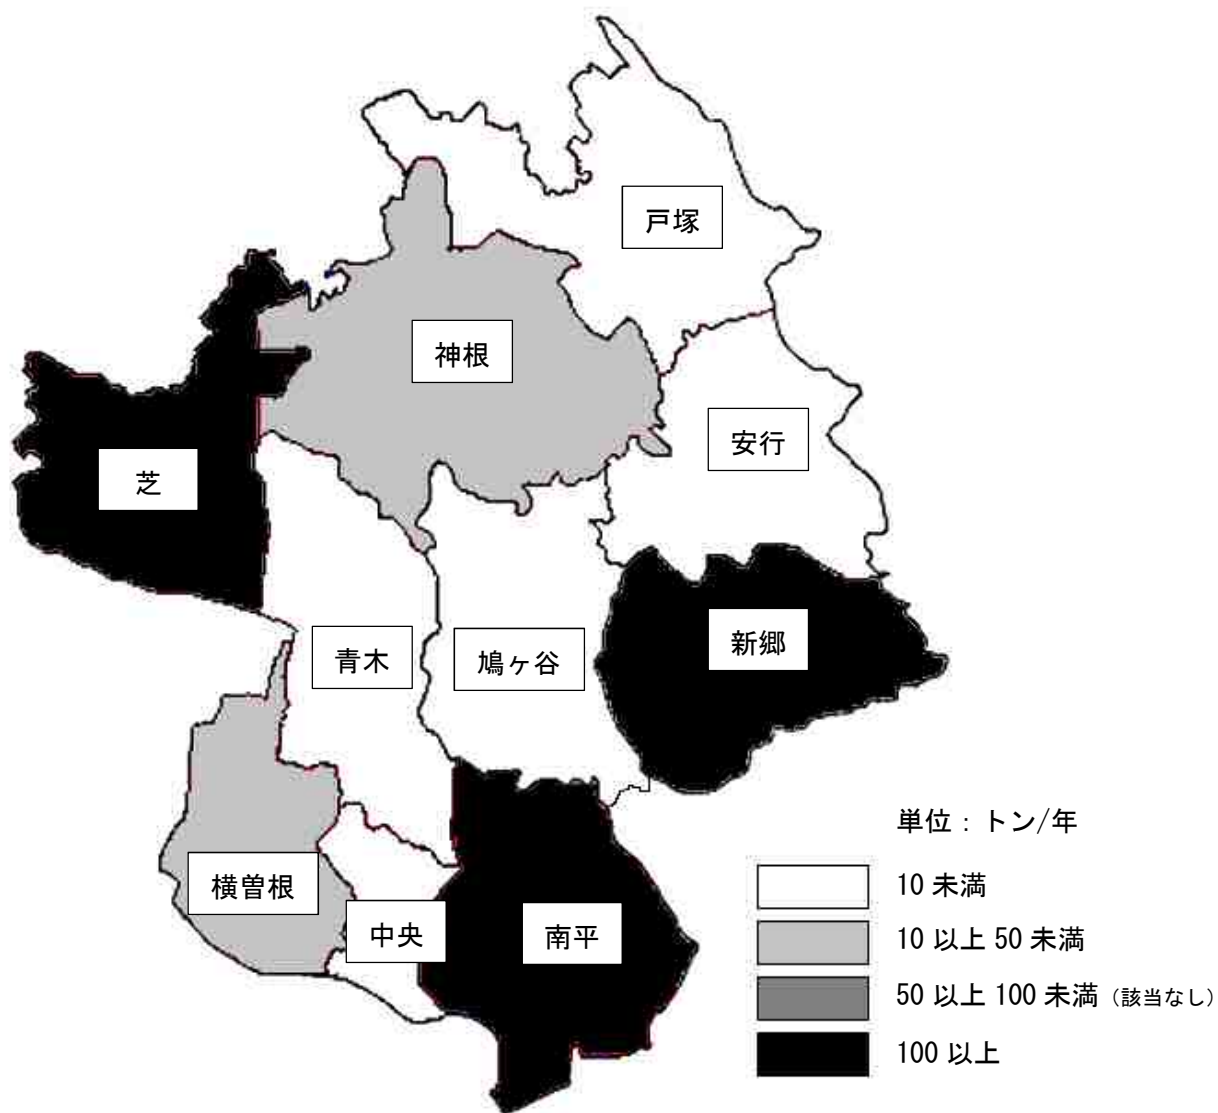 戸塚
神根
安行
芝
新郷
青木
鳩ヶ谷
横曽根
中央
南平
単位：トン/年
10 未満
10 以上 50 未満
50 以上 100 未満（該当なし）
100 以上